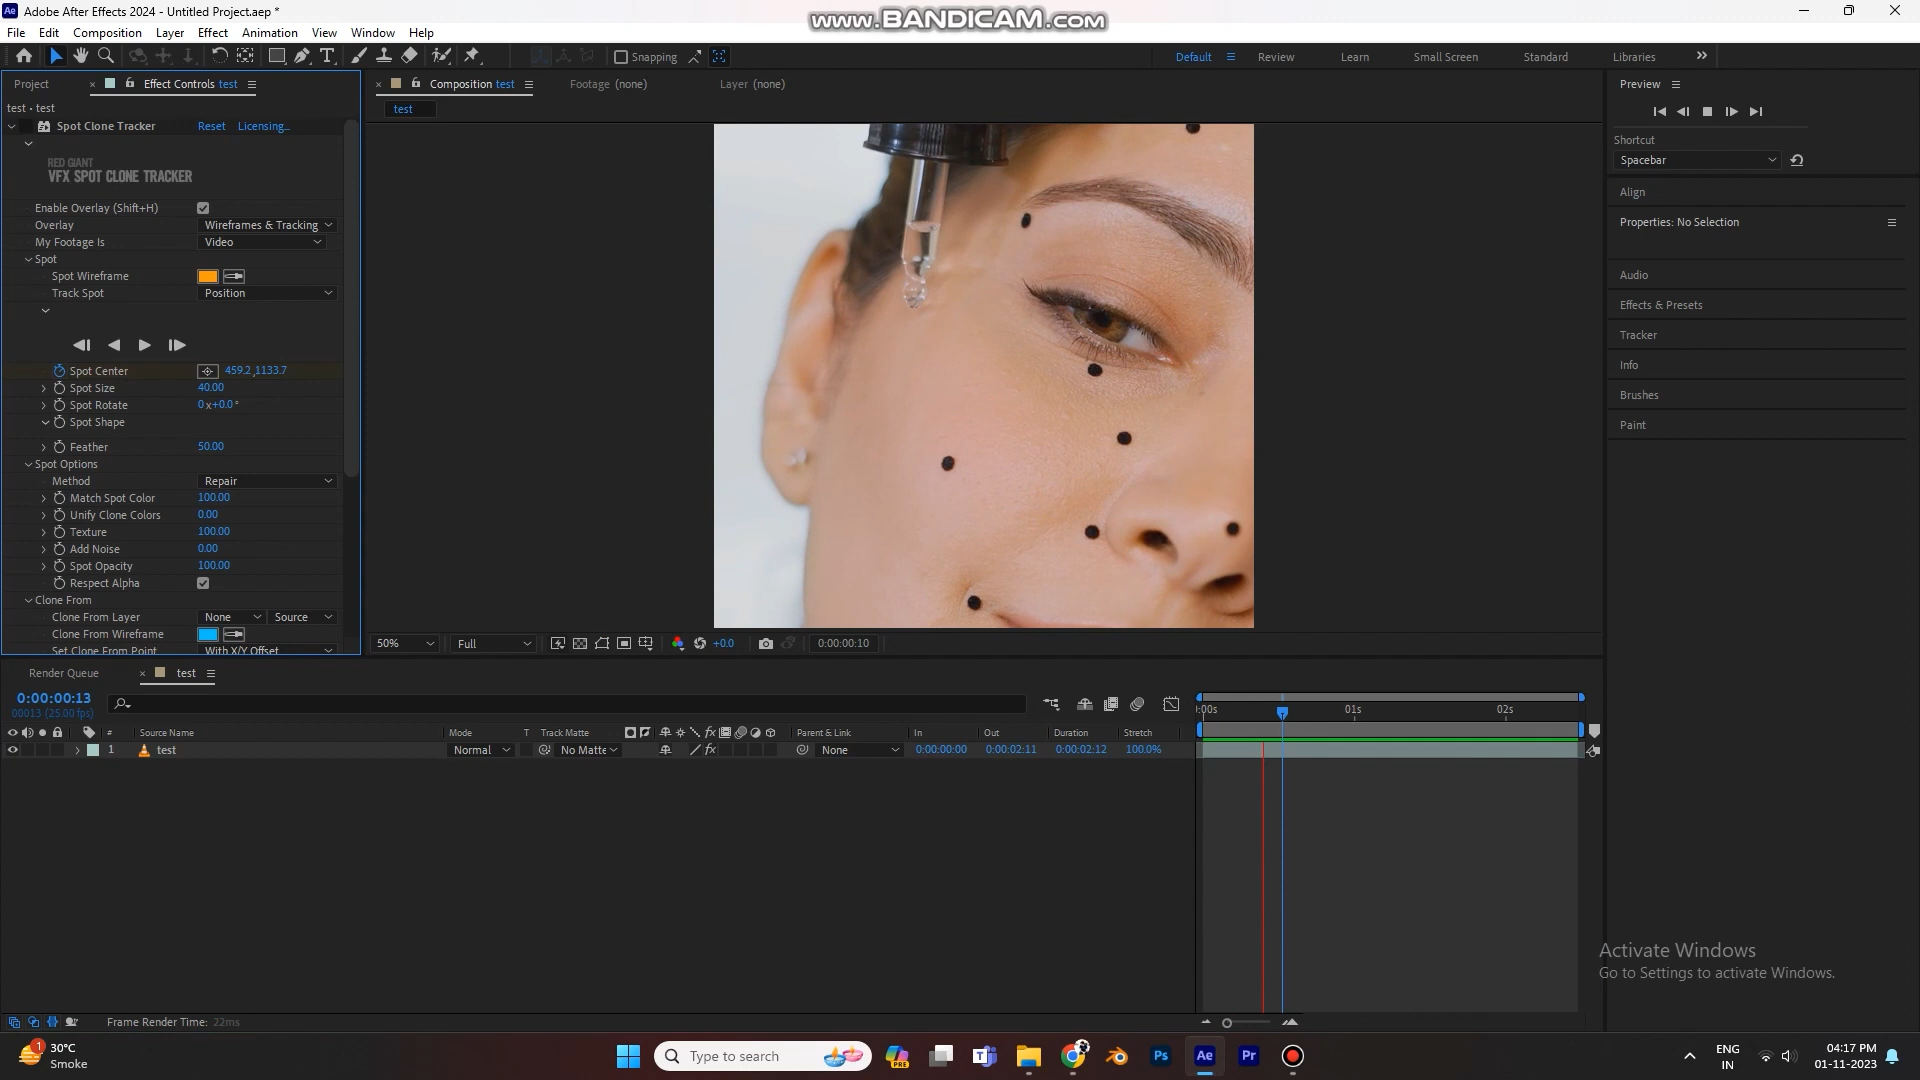 Adobe After Effects 2024 - Untitled Project.aep *
www.BANDICAM.com
File Edit Composition Layer Effect Animation View Window Help
Snapping
Default Review Learn Small Screen Standard Libraries
Project
Effect Controls test
Composition test
Footage (none)
Layer (none)
Preview
test • test
test
Spot Clone Tracker Reset Licensing...
RED GIANT
VFX SPOT CLONE TRACKER
Enable Overlay (Shift+H)
Overlay Wireframes & Tracking
My Footage Is Video
Spot
Spot Wireframe
Track Spot Position
Spot Center 459.2 ,1133.7
Spot Size 40.00
Spot Rotate 0 x+0.0 °
Spot Shape
Feather 50.00
Spot Options
Method Repair
Match Spot Color 100.00
Unify Clone Colors 0.00
Texture 100.00
Add Noise 0.00
Spot Opacity 100.00
Respect Alpha
Clone From
Clone From Layer None Source
Clone From Wireframe
Set Clone From Point With X/Y Offset
Shortcut
Spacebar
Align
Properties: No Selection
Audio
Effects & Presets
Tracker
Info
Brushes
Paint
50% Full +0.0 0:00:00:10
Render Queue test
0:00:00:13
00013 (25.00 fps)
# Source Name Mode T Track Matte Parent & Link In Out Duration Stretch
1 test Normal No Matte None 0:00:00:00 0:00:02:11 0:00:02:12 100.0%
:00s 01s 02s
Frame Render Time: 22ms
Activate Windows
Go to Settings to activate Windows.
1
30°C
Smoke
Type to search
PRE
Ps Ae Pr
ENG
IN
04:17 PM
01-11-2023